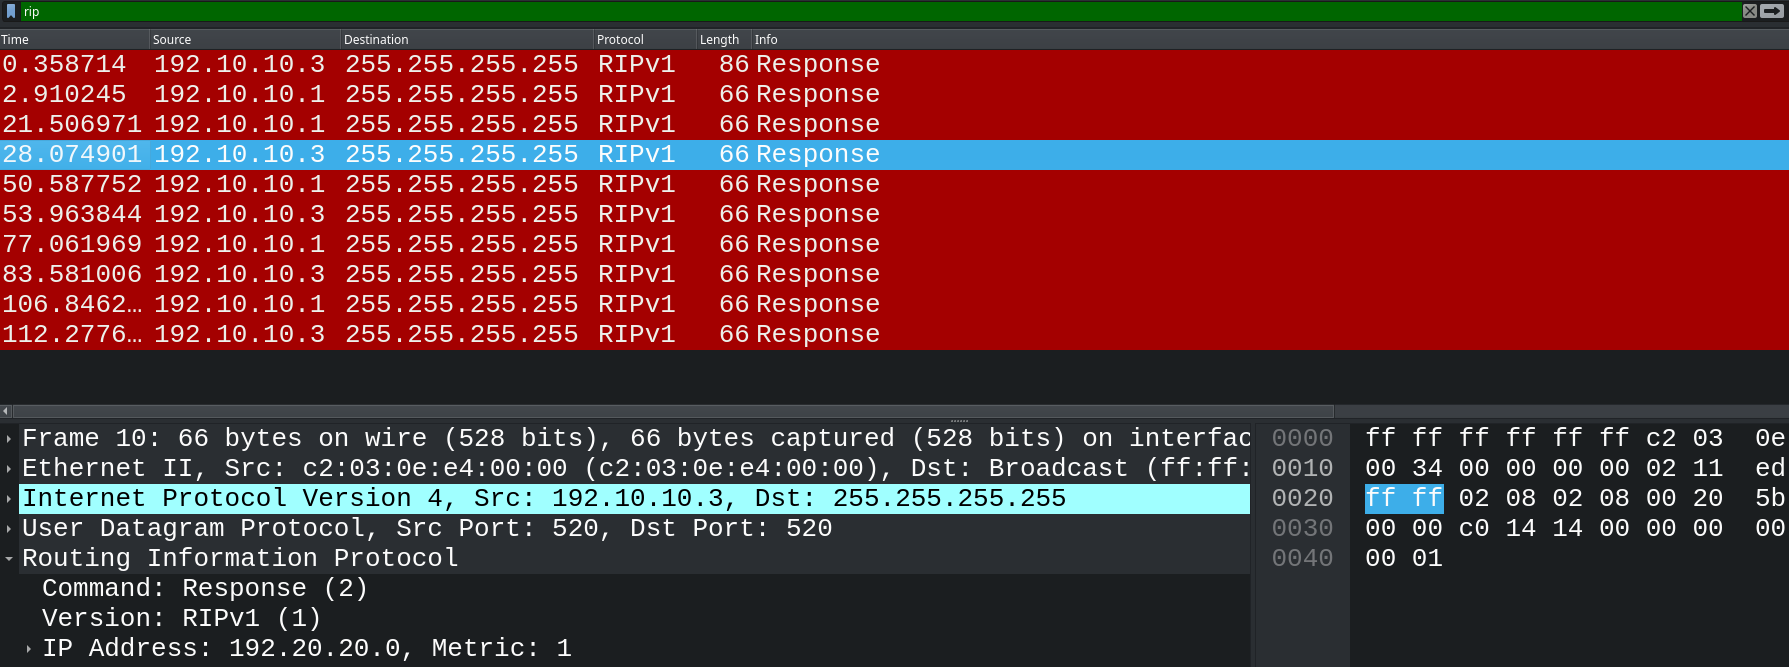 rip
Time Source Destination Protocol Length Info
0.358714 192.10.10.3 255.255.255.255 RIPv1 86 Response
2.910245 192.10.10.1 255.255.255.255 RIPv1 66 Response
21.506971 192.10.10.1 255.255.255.255 RIPv1 66 Response
28.074901 192.10.10.3 255.255.255.255 RIPv1 66 Response
50.587752 192.10.10.1 255.255.255.255 RIPv1 66 Response
53.963844 192.10.10.3 255.255.255.255 RIPv1 66 Response
77.061969 192.10.10.1 255.255.255.255 RIPv1 66 Response
83.581006 192.10.10.3 255.255.255.255 RIPv1 66 Response
106.8462… 192.10.10.1 255.255.255.255 RIPv1 66 Response
112.2776… 192.10.10.3 255.255.255.255 RIPv1 66 Response
Frame 10: 66 bytes on wire (528 bits), 66 bytes captured (528 bits) on interfac
Ethernet II, Src: c2:03:0e:e4:00:00 (c2:03:0e:e4:00:00), Dst: Broadcast (ff:ff:
Internet Protocol Version 4, Src: 192.10.10.3, Dst: 255.255.255.255
User Datagram Protocol, Src Port: 520, Dst Port: 520
Routing Information Protocol
Command: Response (2)
Version: RIPv1 (1)
IP Address: 192.20.20.0, Metric: 1
0000 ff ff ff ff ff ff c2 03 0e
0010 00 34 00 00 00 00 02 11 ed
0020 ff ff 02 08 02 08 00 20 5b
0030 00 00 c0 14 14 00 00 00 00
0040 00 01